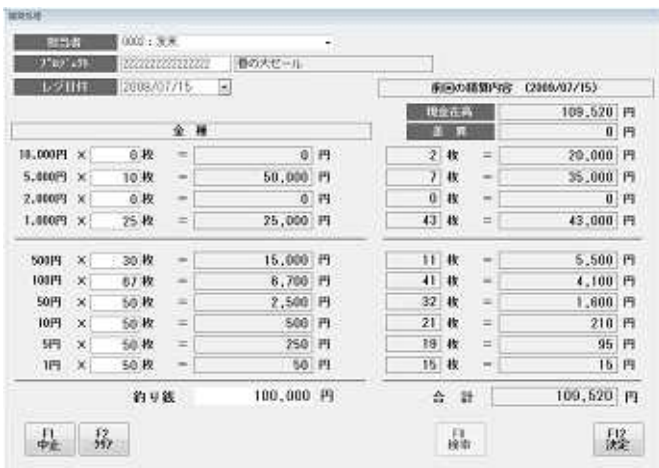 開設処理
担当者 0002：茨木
ﾌﾟﾛｼﾞｪｸﾄ 222222222222222 春の大セール
レジ日付 2008/07/15
前回の精算内容 (2008/07/15)
現金在高 109,520 円
差異 0 円
金種
10,000円 × 0 枚 = 0 円 2 枚 = 20,000 円
5,000円 × 10 枚 = 50,000 円 7 枚 = 35,000 円
2,000円 × 0 枚 = 0 円 0 枚 = 0 円
1,000円 × 25 枚 = 25,000 円 43 枚 = 43,000 円
500円 × 30 枚 = 15,000 円 11 枚 = 5,500 円
100円 × 67 枚 = 6,700 円 41 枚 = 4,100 円
50円 × 50 枚 = 2,500 円 32 枚 = 1,600 円
10円 × 50 枚 = 500 円 21 枚 = 210 円
5円 × 50 枚 = 250 円 19 枚 = 95 円
1円 × 50 枚 = 50 円 15 枚 = 15 円
釣り銭 100,000 円 合計 109,520 円
F1 F2 F12
中止 ｸﾘｱ 検索 決定